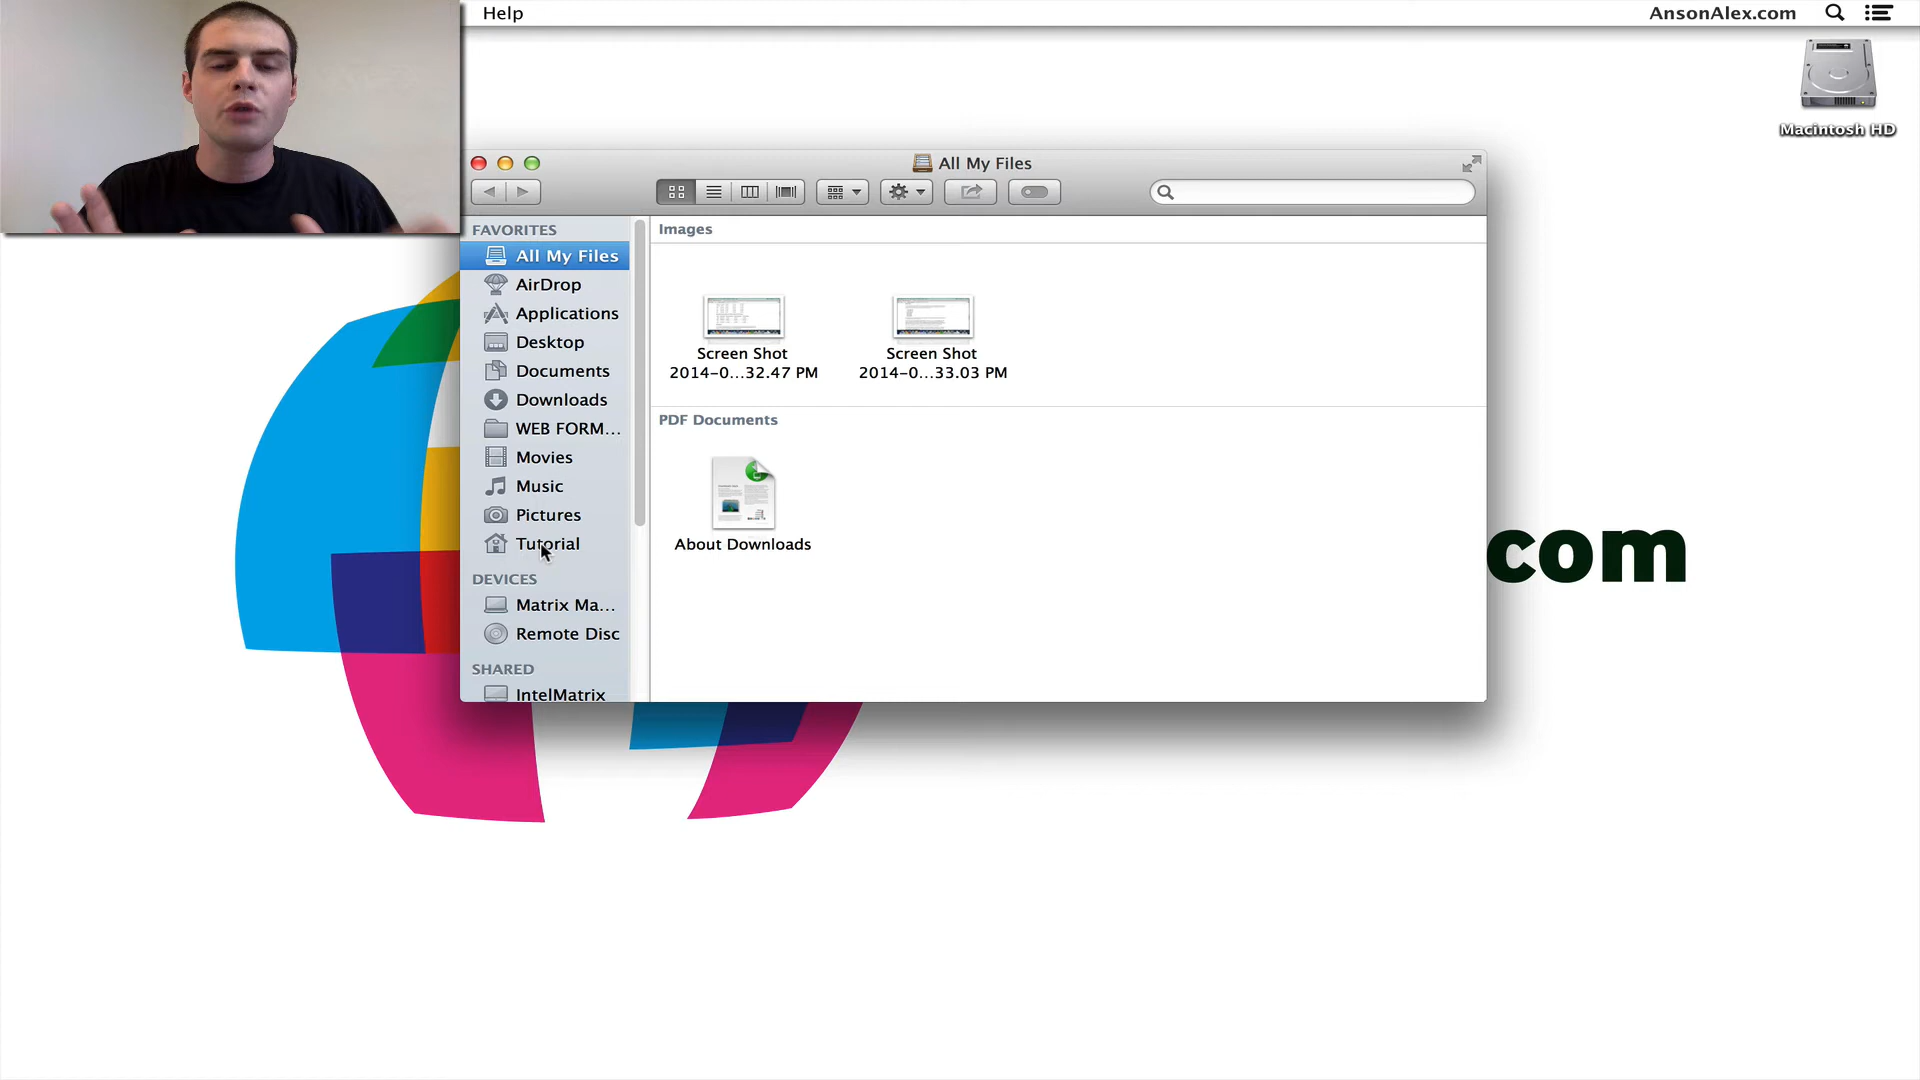 Help
AnsonAlex.com
Macintosh HD
All My Files
FAVORITES
All My Files
AirDrop
Applications
Desktop
Documents
Downloads
WEB FORM...
Movies
Music
Pictures
Tutorial
DEVICES
Matrix Ma...
Remote Disc
SHARED
IntelMatrix
Images
Screen Shot
2014-0...32.47 PM
Screen Shot
2014-0...33.03 PM
PDF Documents
About Downloads
com